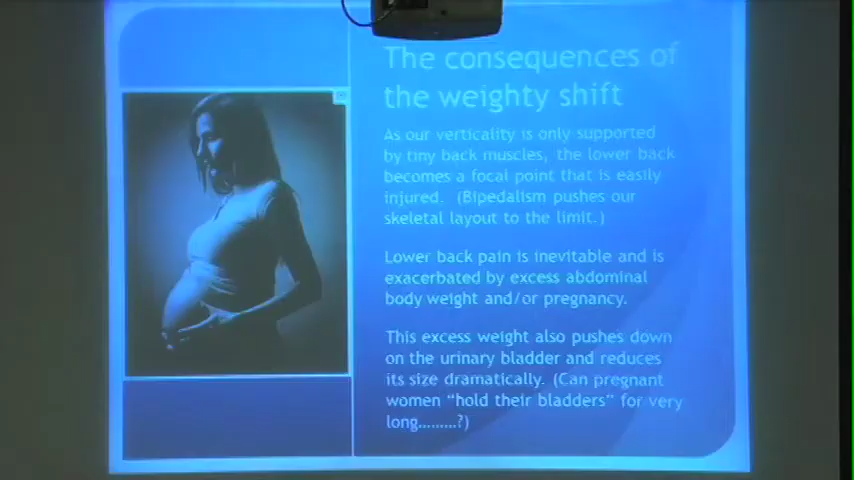 The consequences of
the weighty shift
As our verticality is only supported
by tiny back muscles, the lower back
becomes a focal point that is easily
injured.  (Bipedalism pushes our
skeletal layout to the limit.)
Lower back pain is inevitable and is
exacerbated by excess abdominal
body weight and/or pregnancy.
This excess weight also pushes down
on the urinary bladder and reduces
its size dramatically.  (Can pregnant
women “hold their bladders” for very
long.........?)